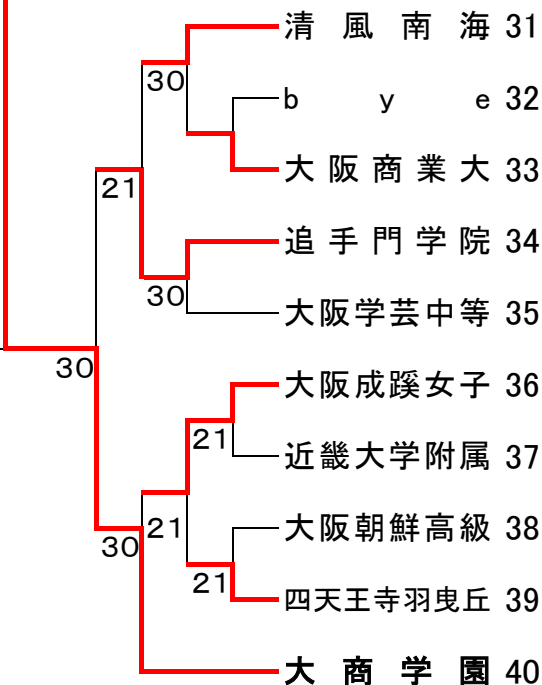 清風南海 31
30
bye 32
大阪商業大 33
21
追手門学院 34
30
大阪学芸中等 35
30
大阪成蹊女子 36
21
近畿大学附属 37
21
大阪朝鮮高級 38
30
21
四天王寺羽曳丘 39
大商学園 40